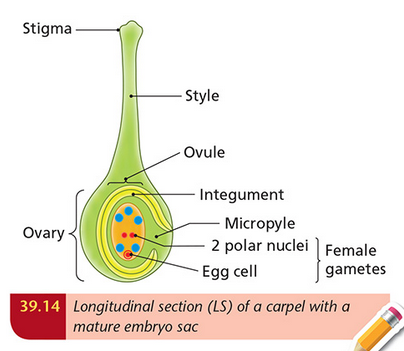 Stigma
Style
Ovule
Integument
Micropyle
Ovary
2 polar nuclei
Egg cell
Female
gametes
39.14 Longitudinal section (LS) of a carpel with a
mature embryo sac